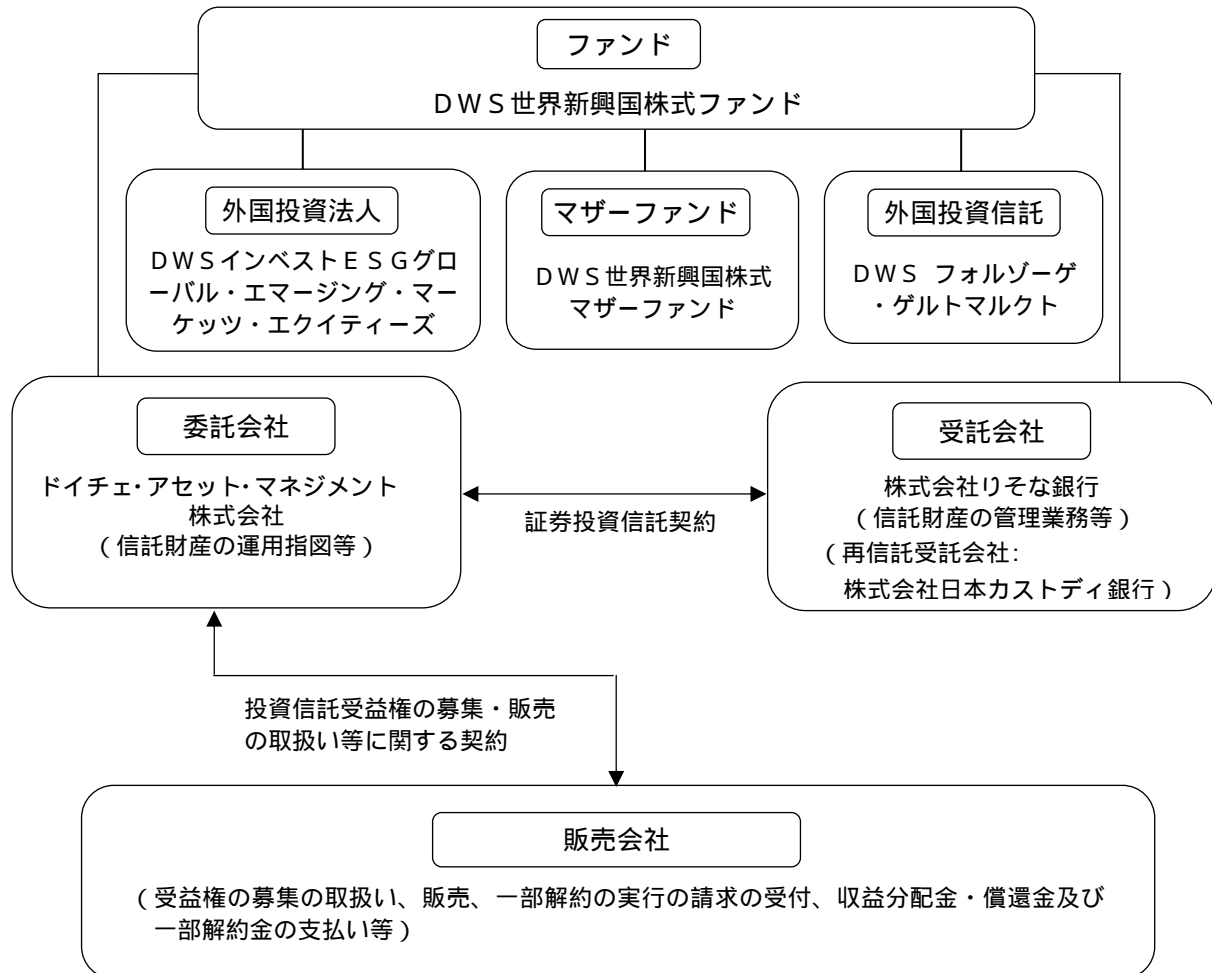 ファンド
ＤＷＳ世界新興国株式ファンド
外国投資法人
ＤＷＳインベストＥＳＧグロ
ーバル・エマージング・マー
ケッツ・エクイティーズ
マザーファンド
ＤＷＳ世界新興国株式
マザーファンド
外国投資信託
ＤＷＳ フォルゾーゲ
・ゲルトマルクト
委託会社
ドイチェ・アセット・マネジメント
株式会社
（信託財産の運用指図等）
証券投資信託契約
受託会社
株式会社りそな銀行
（信託財産の管理業務等）
（再信託受託会社:
株式会社日本カストディ銀行）
投資信託受益権の募集・販売
の取扱い等に関する契約
販売会社
（受益権の募集の取扱い、販売、一部解約の実行の請求の受付、収益分配金・償還金及び
一部解約金の支払い等）